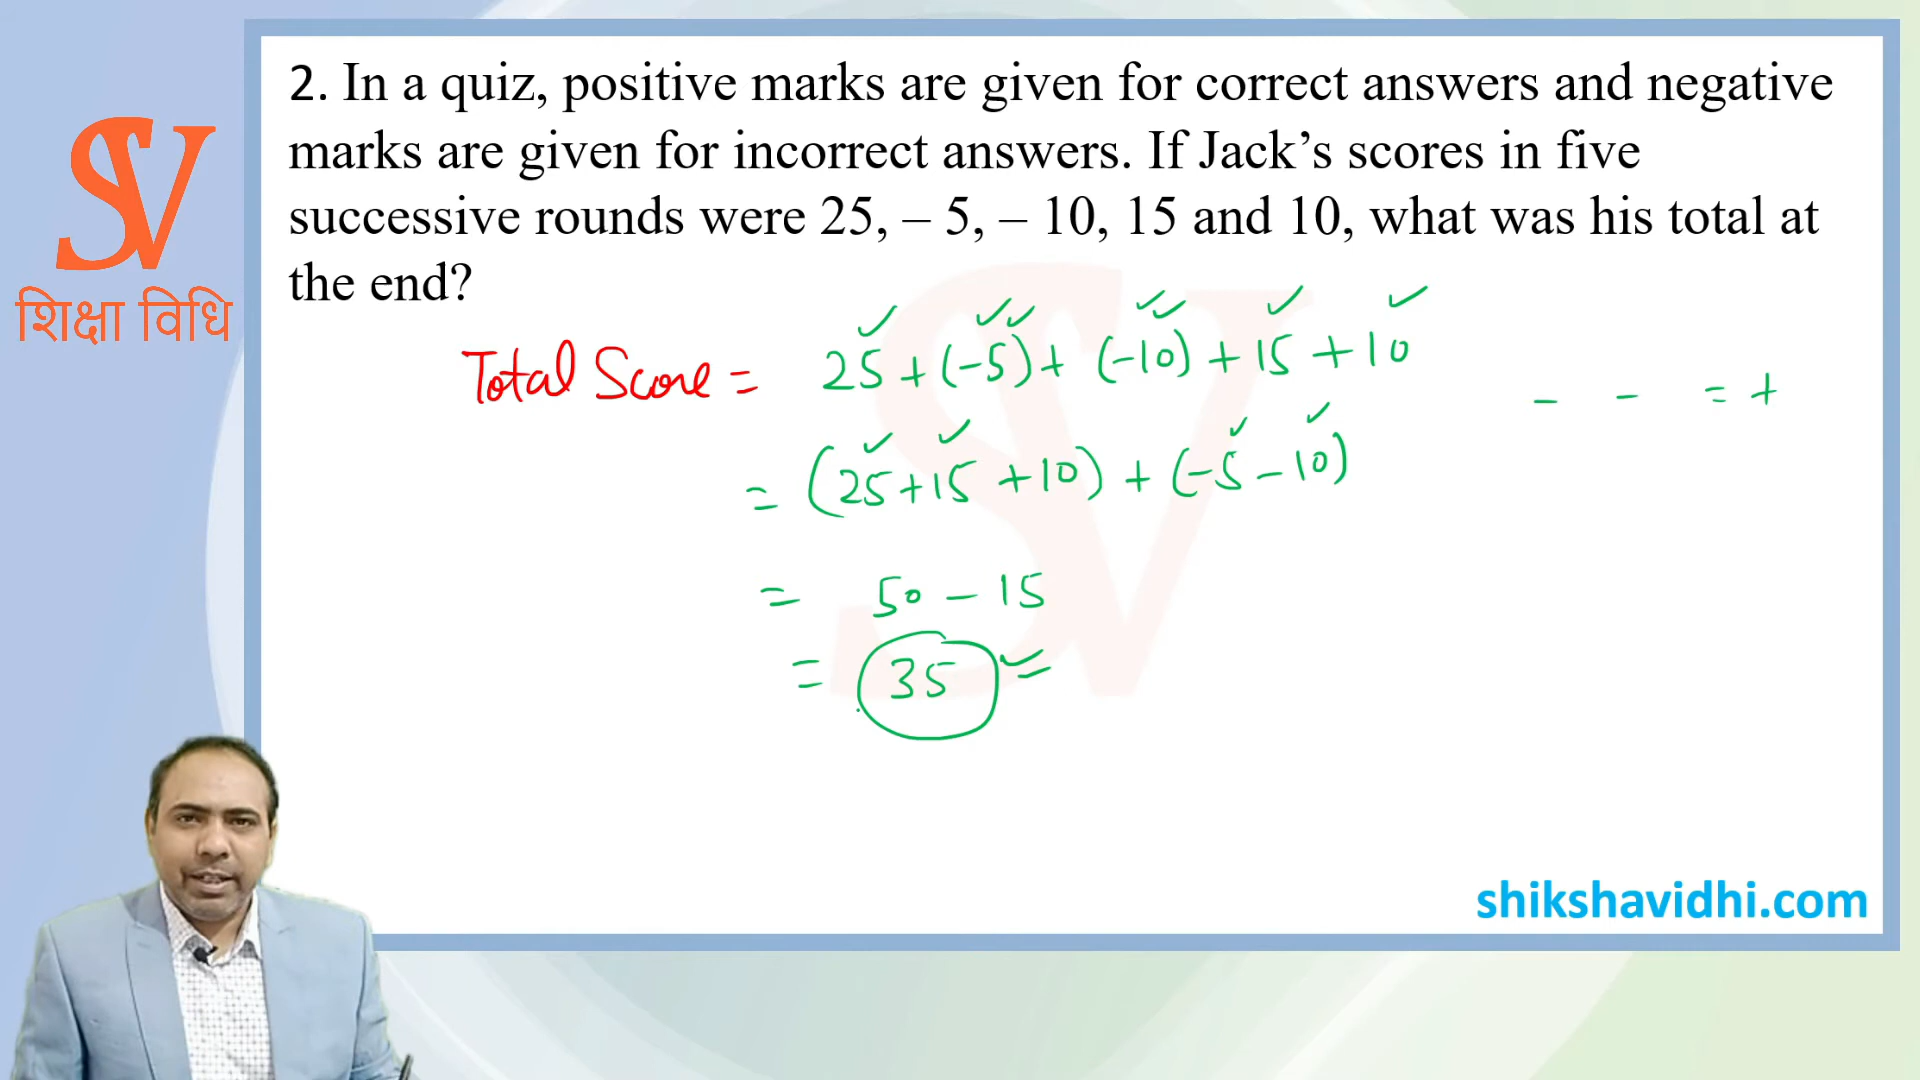 2. In a quiz, positive marks are given for correct answers and negative
marks are given for incorrect answers. If Jack’s scores in five
successive rounds were 25, – 5, – 10, 15 and 10, what was his total at
the end?
SV
शिक्षा विधि
Total Score = 25 + (-5) + (-10) + 15 + 10
- - = +
= (25 + 15 + 10) + (-5 - 10)
= 50 - 15
= 35
shikshavidhi.com